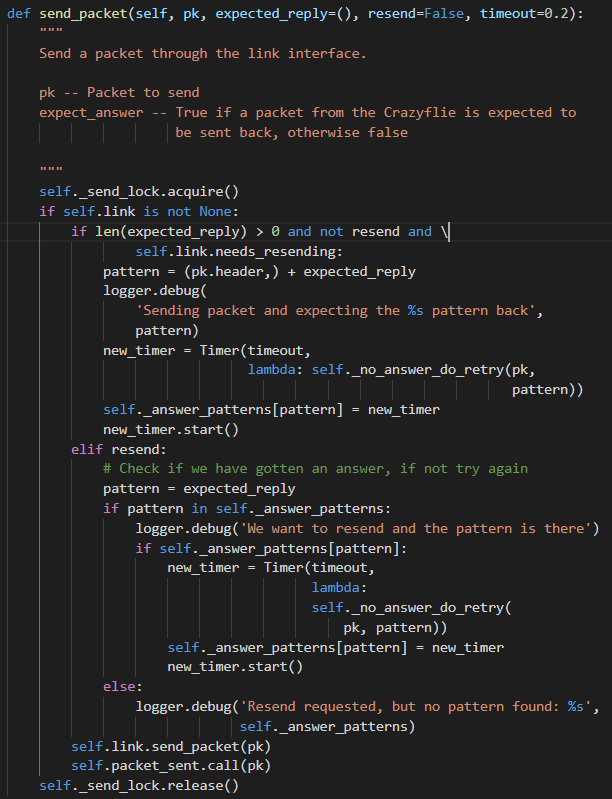 def send_packet(self, pk, expected_reply=(), resend=False, timeout=0.2):
"""
Send a packet through the link interface.
pk -- Packet to send
expect_answer -- True if a packet from the Crazyflie is expected to
be sent back, otherwise false
"""
self._send_lock.acquire()
if self.link is not None:
if len(expected_reply) > 0 and not resend and \
self.link.needs_resending:
pattern = (pk.header,) + expected_reply
logger.debug(
'Sending packet and expecting the %s pattern back',
pattern)
new_timer = Timer(timeout,
lambda: self._no_answer_do_retry(pk,
pattern))
self._answer_patterns[pattern] = new_timer
new_timer.start()
elif resend:
# Check if we have gotten an answer, if not try again
pattern = expected_reply
if pattern in self._answer_patterns:
logger.debug('We want to resend and the pattern is there')
if self._answer_patterns[pattern]:
new_timer = Timer(timeout,
lambda:
self._no_answer_do_retry(
pk, pattern))
self._answer_patterns[pattern] = new_timer
new_timer.start()
else:
logger.debug('Resend requested, but no pattern found: %s',
self._answer_patterns)
self.link.send_packet(pk)
self.packet_sent.call(pk)
self._send_lock.release()